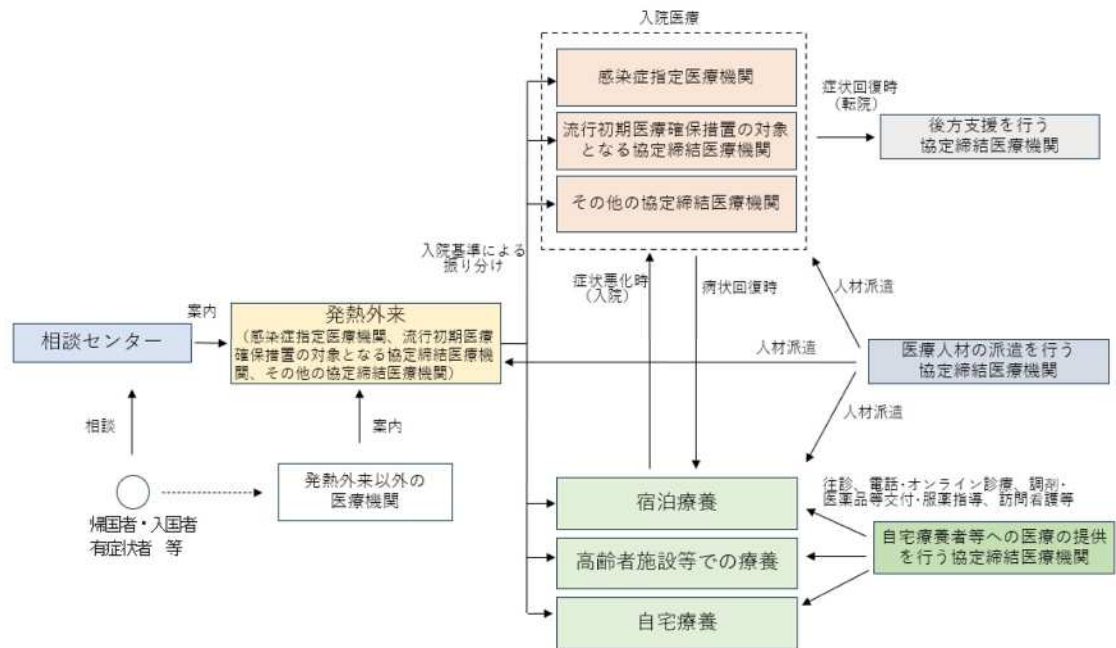 入院医療
感染症指定医療機関
流行初期医療確保措置の対象
となる協定締結医療機関
その他の協定締結医療機関
症状回復時
（転院）
後方支援を行う
協定締結医療機関
入院基準による
振り分け
症状悪化時
（入院）
病状回復時
人材派遣
案内
相談センター
発熱外来
（感染症指定医療機関、流行初期医療
確保措置の対象となる協定締結医療機
関、その他の協定締結医療機関）
人材派遣
医療人材の派遣を行う
協定締結医療機関
人材派遣
相談
案内
発熱外来以外の
医療機関
帰国者・入国者
有症状者 等
宿泊療養
高齢者施設等での療養
自宅療養
往診、電話・オンライン診療、調剤・
医薬品等交付・服薬指導、訪問看護等
自宅療養者等への医療の提供
を行う協定締結医療機関